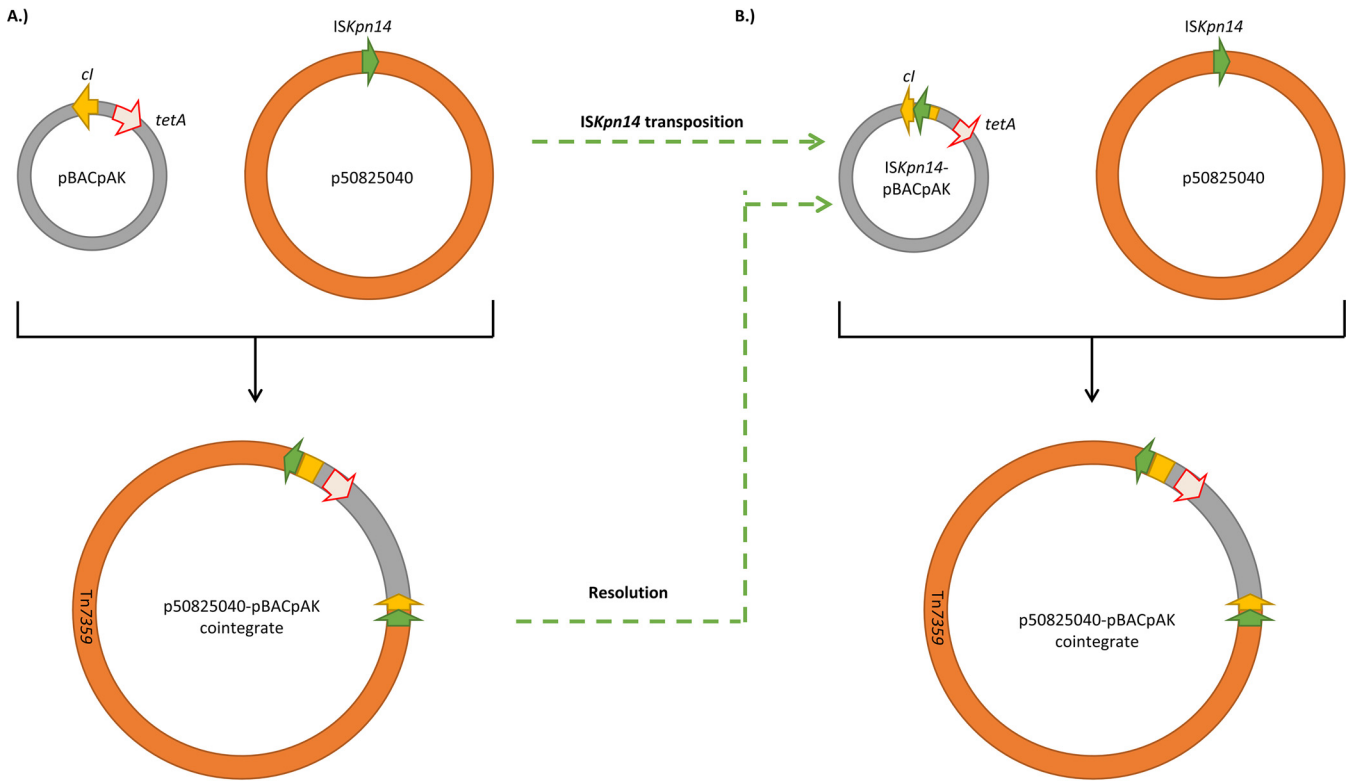 A.)
ISKpn14
cI
tetA
pBACpAK
p50825040
ISKpn14 transposition
B.)
ISKpn14
cI
tetA
ISKpn14-
pBACpAK
p50825040
Tn7359
p50825040-pBACpAK
cointegrate
Resolution
Tn7359
p50825040-pBACpAK
cointegrate